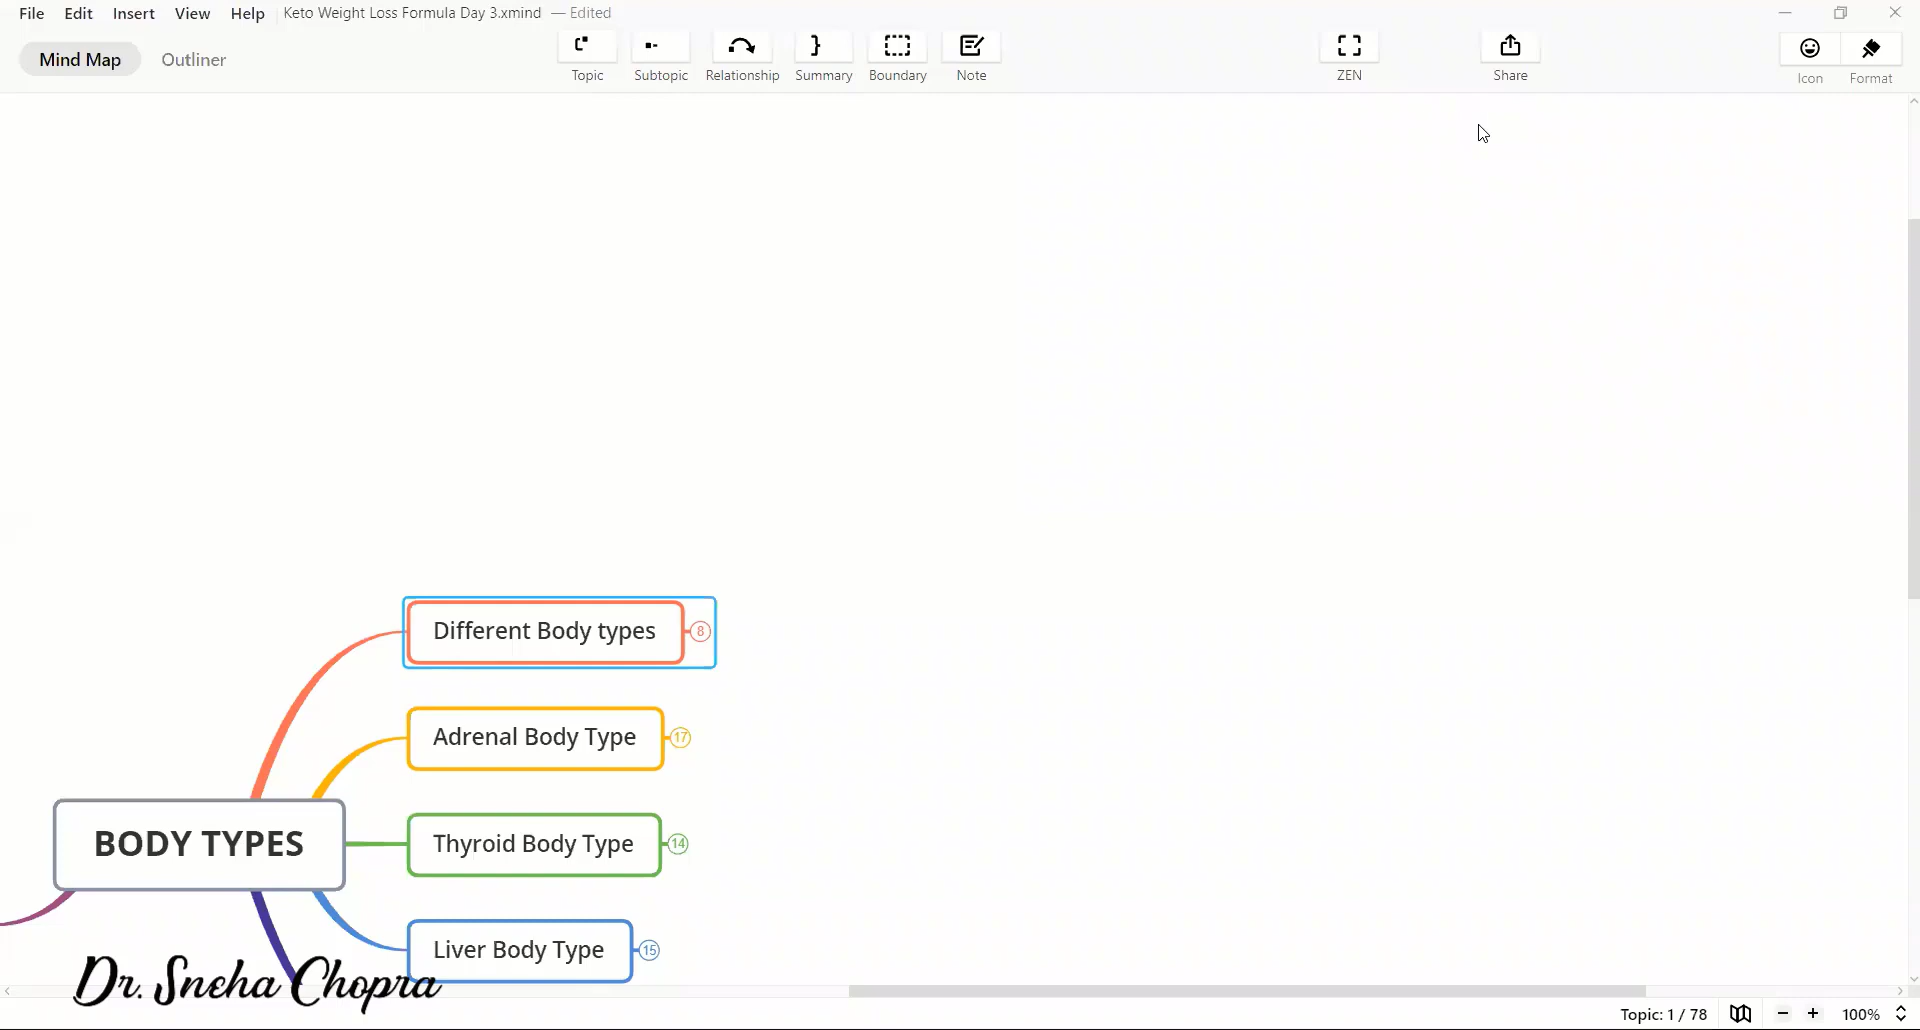 File Edit Insert View Help Keto Weight Loss Formula Day 3.xmind — Edited
Mind Map Outliner
Topic Subtopic Relationship Summary Boundary Note ZEN Share Icon Format
Different Body types 8
Adrenal Body Type 17
BODY TYPES
Thyroid Body Type 14
Liver Body Type 15
Dr. Sneha Chopra
Topic: 1 / 78 100%